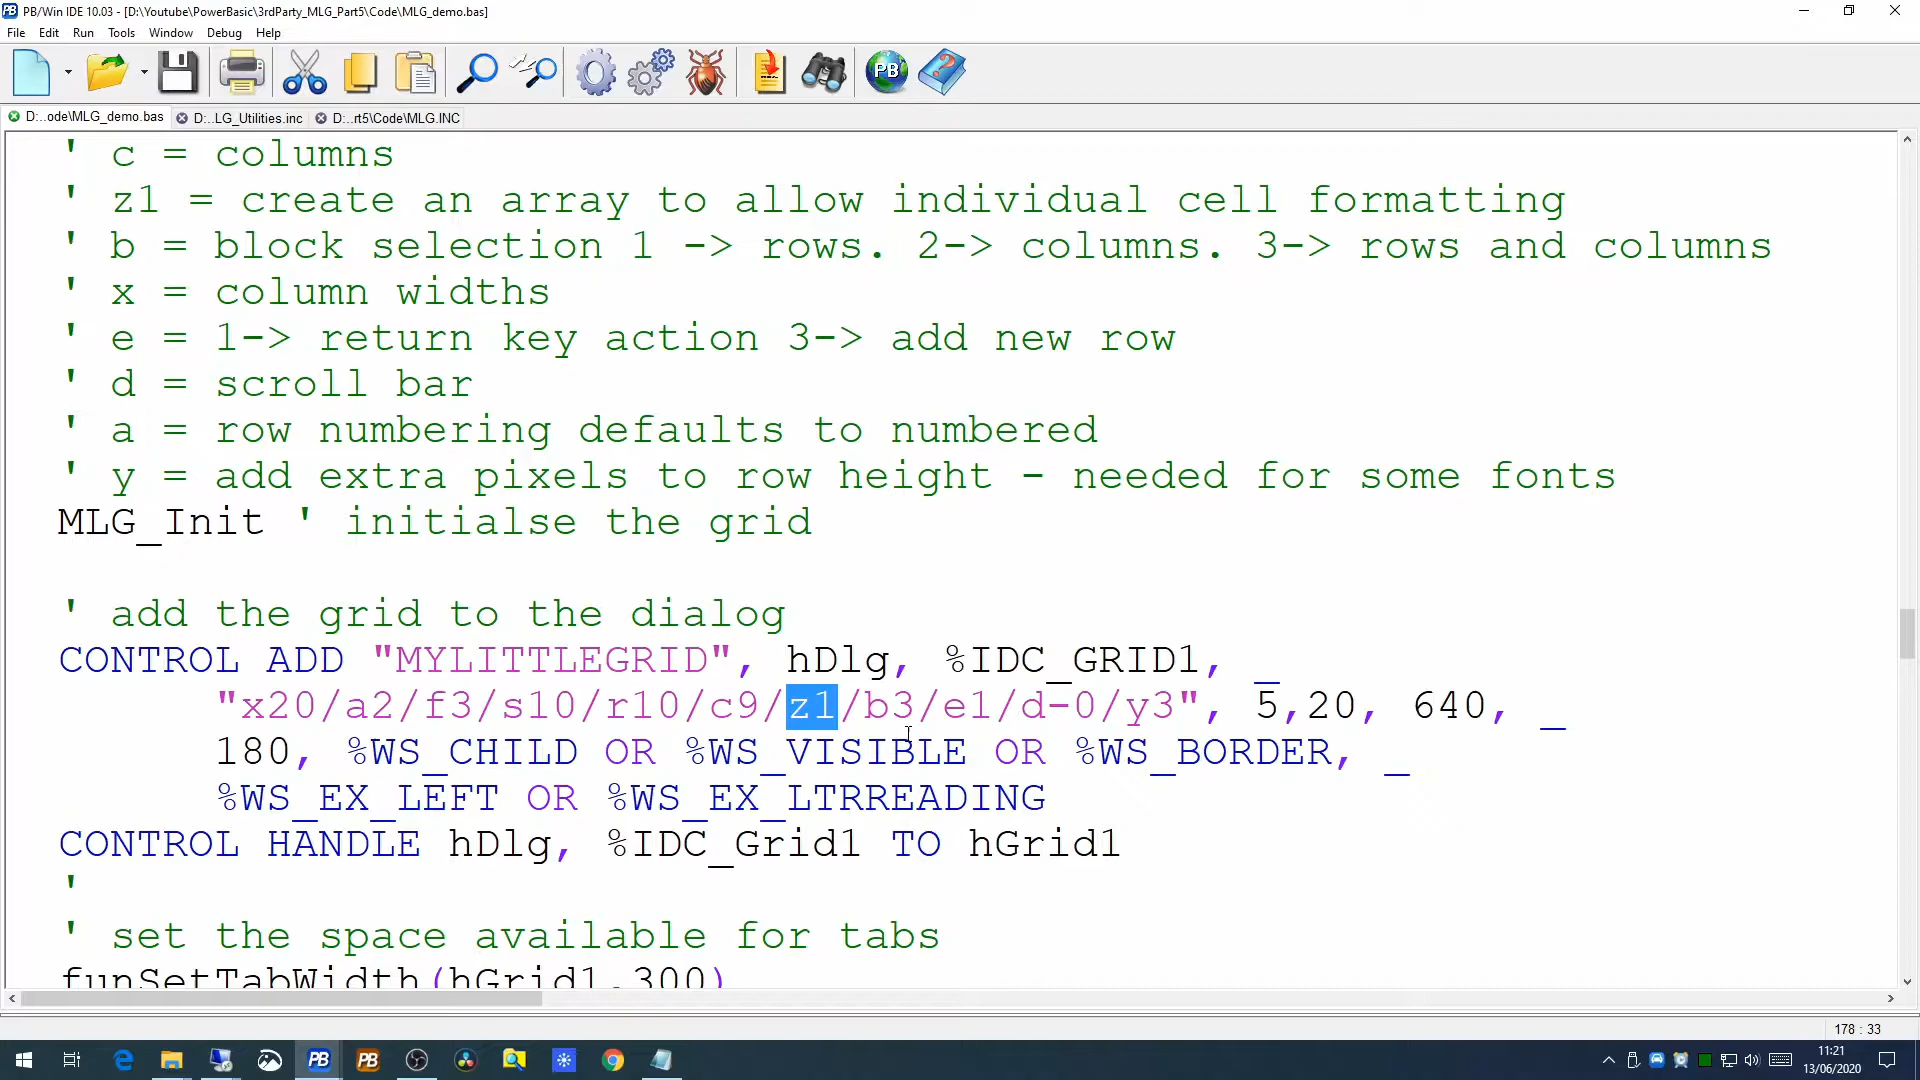 PB/Win IDE 10.03 - [D:\Youtube\PowerBasic\3rdParty_MLG_Part5\Code\MLG_demo.bas]
File Edit Run Tools Window Debug Help
D:..ode\MLG_demo.bas D:..LG_Utilities.inc D:..rt5\Code\MLG.INC
' c = columns
' z1 = create an array to allow individual cell formatting
' b = block selection 1 -> rows. 2-> columns. 3-> rows and columns
' x = column widths
' e = 1-> return key action 3-> add new row
' d = scroll bar
' a = row numbering defaults to numbered
' y = add extra pixels to row height - needed for some fonts
MLG_Init ' initialse the grid
' add the grid to the dialog
CONTROL ADD "MYLITTLEGRID", hDlg, %IDC_GRID1, _
"x20/a2/f3/s10/r10/c9/z1/b3/e1/d-0/y3", 5,20, 640, _
180, %WS_CHILD OR %WS_VISIBLE OR %WS_BORDER, _
%WS_EX_LEFT OR %WS_EX_LTRREADING
CONTROL HANDLE hDlg, %IDC_Grid1 TO hGrid1
'
'
' set the space available for tabs
funSetTabWidth(hGrid1,300)
178 : 33
11:21
13/06/2020